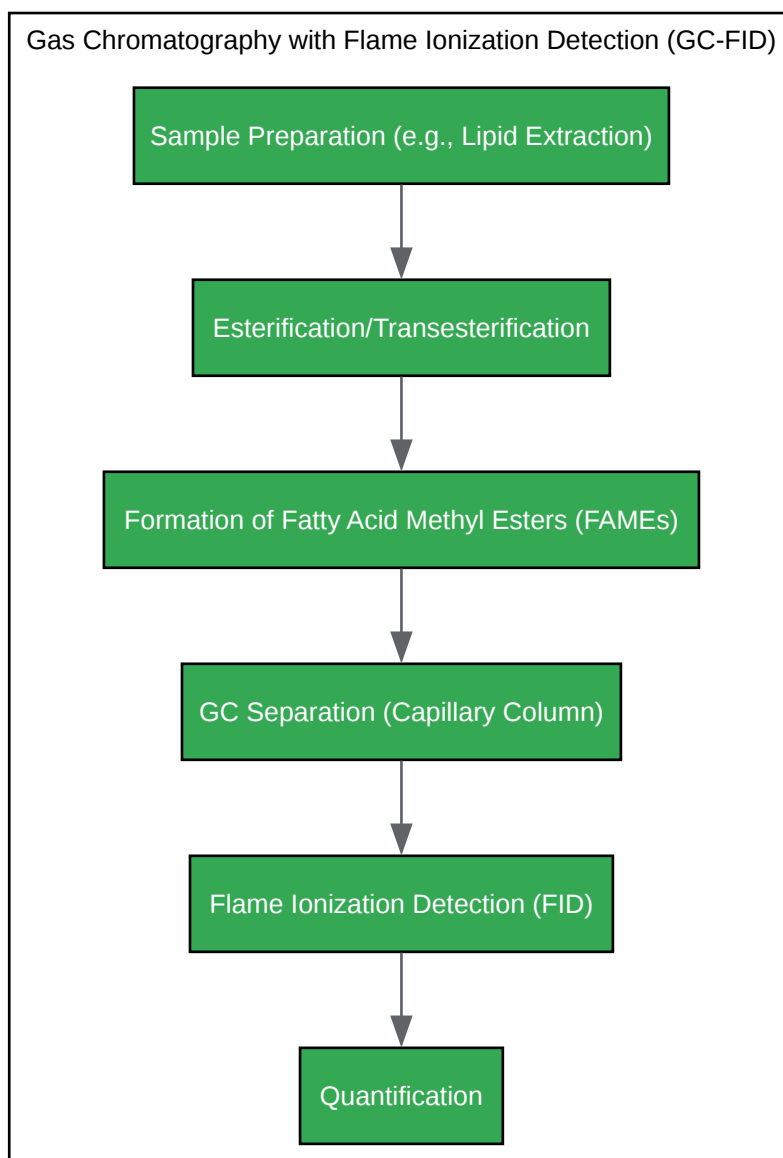 Gas Chromatography with Flame Ionization Detection (GC-FID)
Sample Preparation (e.g., Lipid Extraction)
Esterification/Transesterification
Formation of Fatty Acid Methyl Esters (FAMEs)
GC Separation (Capillary Column)
Flame Ionization Detection (FID)
Quantification